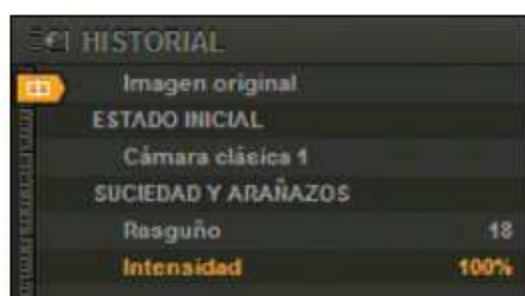 HISTORIAL
Imagen original
ESTADO INICIAL
Cámara clásica 1
SUCIEDAD Y ARAÑAZOS
Rasguño 18
Intensidad 100%